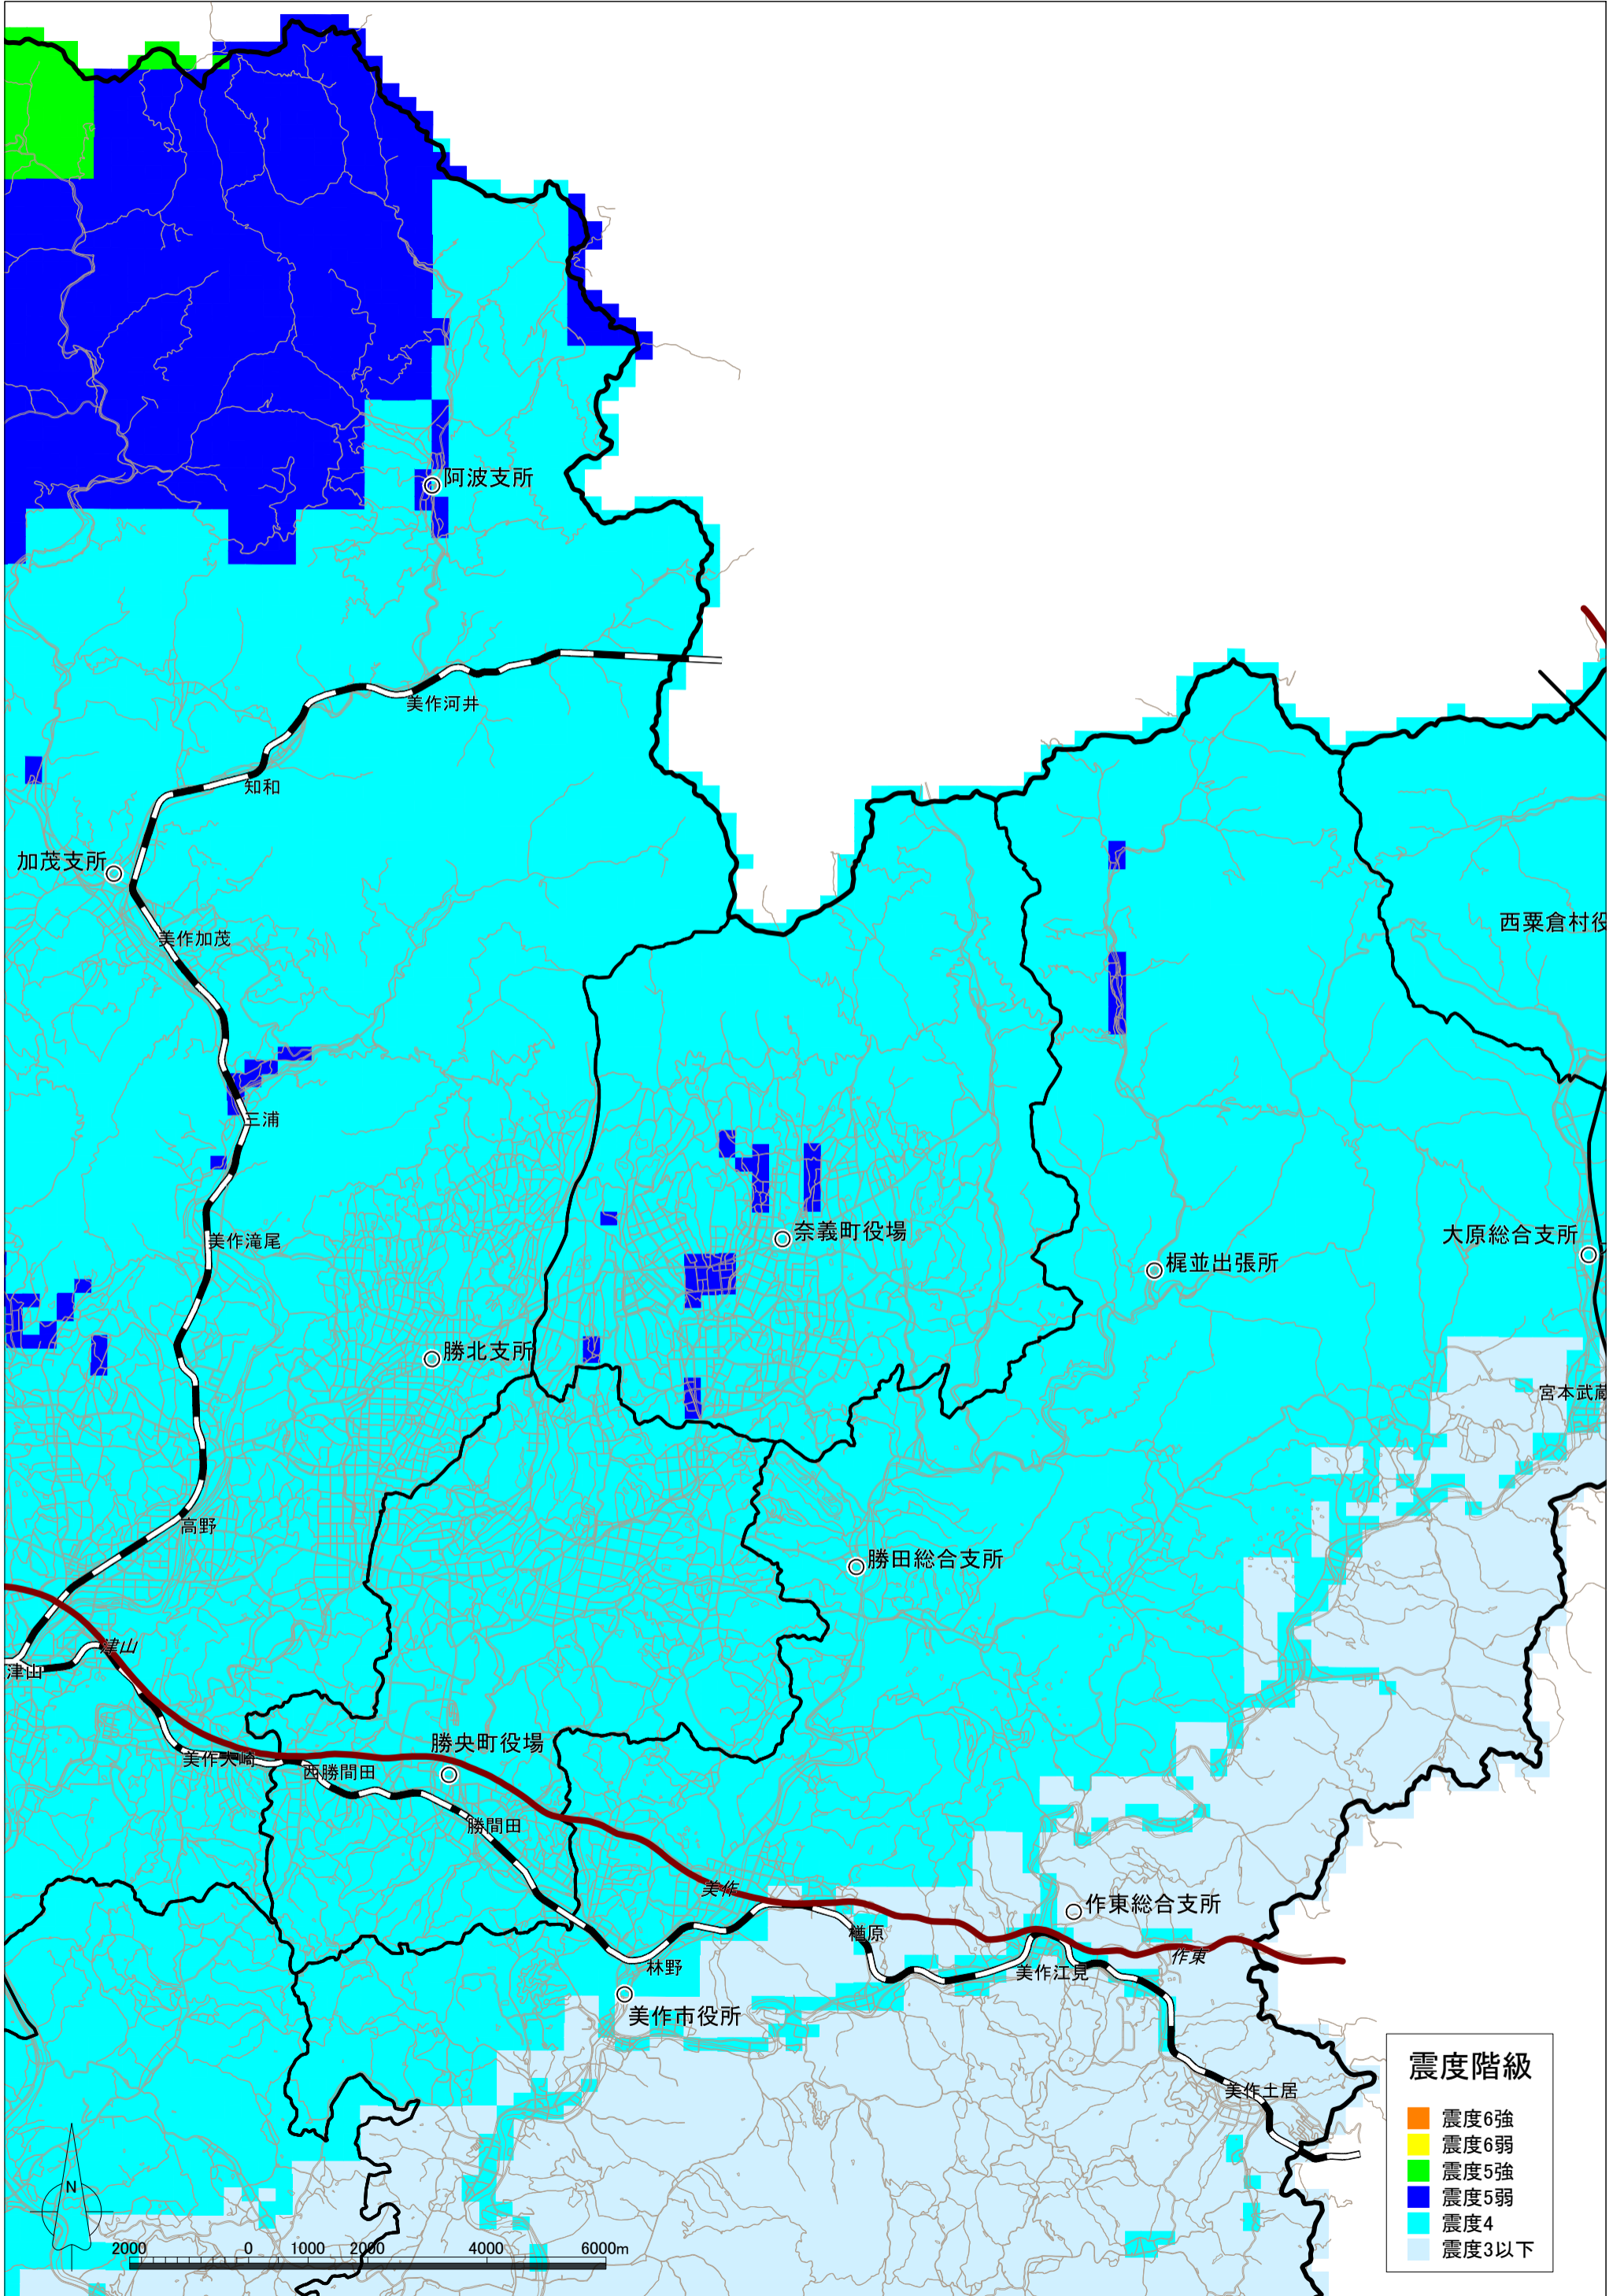 阿波支所
美作河井
知和
加茂支所
西粟倉村役
美作加茂
三浦
奈義町役場
大原総合支所
美作滝尾
梶並出張所
勝北支所
宮本武蔵
高野
勝田総合支所
津山
津山
勝央町役場
美作大崎
西勝間田
勝間田
美作
作東総合支所
楢原
作東
林野
美作江見
美作市役所
美作土居
震度階級
震度6強
震度6弱
震度5強
震度5弱
震度4
震度3以下
N
2000 0 1000 2000 4000 6000m